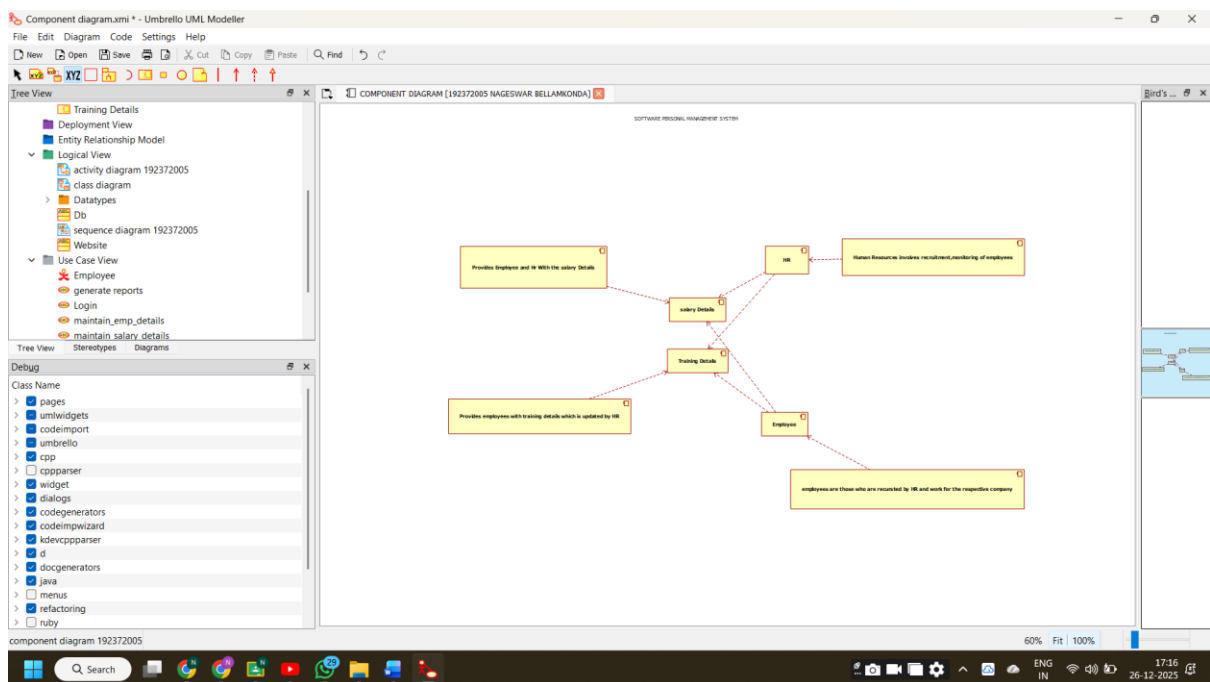 Component diagram.xmi * - Umbrello UML Modeller
File Edit Diagram Code Settings Help
New Open Save Cut Copy Paste Find
XYZ
Tree View
COMPONENT DIAGRAM [192372005 NAGESWAR BELLAMKONDA]
Bird's ...
Training Details
Deployment View
Entity Relationship Model
Logical View
activity diagram 192372005
class diagram
Datatypes
Db
sequence diagram 192372005
Website
Use Case View
Employee
generate reports
Login
maintain_emp_details
maintain salary details
Tree View Stereotypes Diagrams
Debug
Class Name
pages
umlwidgets
codeimport
umbrello
cpp
cppparser
widget
dialogs
codegenerators
codeimpwizard
kdevcppparser
d
docgenerators
java
menus
refactoring
ruby
SOFTWARE PERSONAL MANAGEMENT SYSTEM
Provides Employee and Hr With the salary Details
HR
Human Resources involves recruitment,monitoring of employees
salary Details
Training Details
Provides employees with training details which is updated by HR
Employee
employees are those who are recuruted by HR and work for the respective company
component diagram 192372005
60% Fit 100%
Search
29
ENG
IN
17:16
26-12-2025